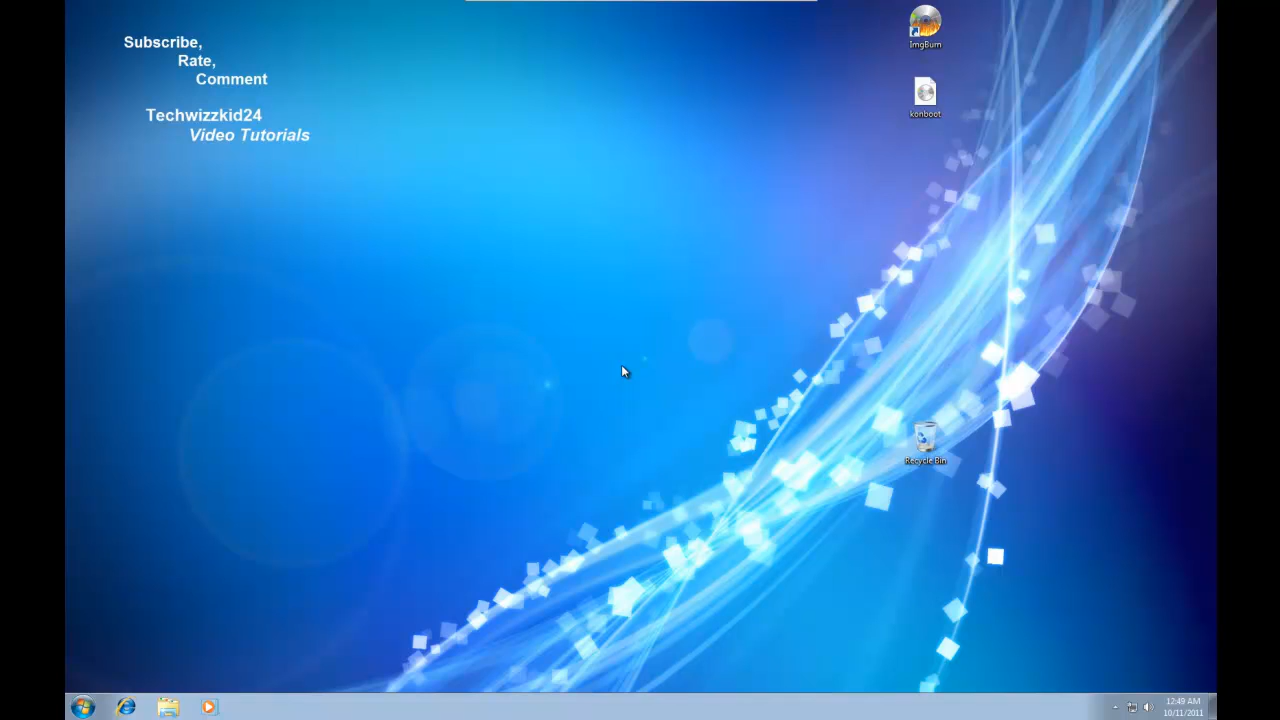 Subscribe,
Rate,
Comment
Techwizzkid24
Video Tutorials
ImgBurn
konboot
Recycle Bin
12:49 AM
10/11/2011